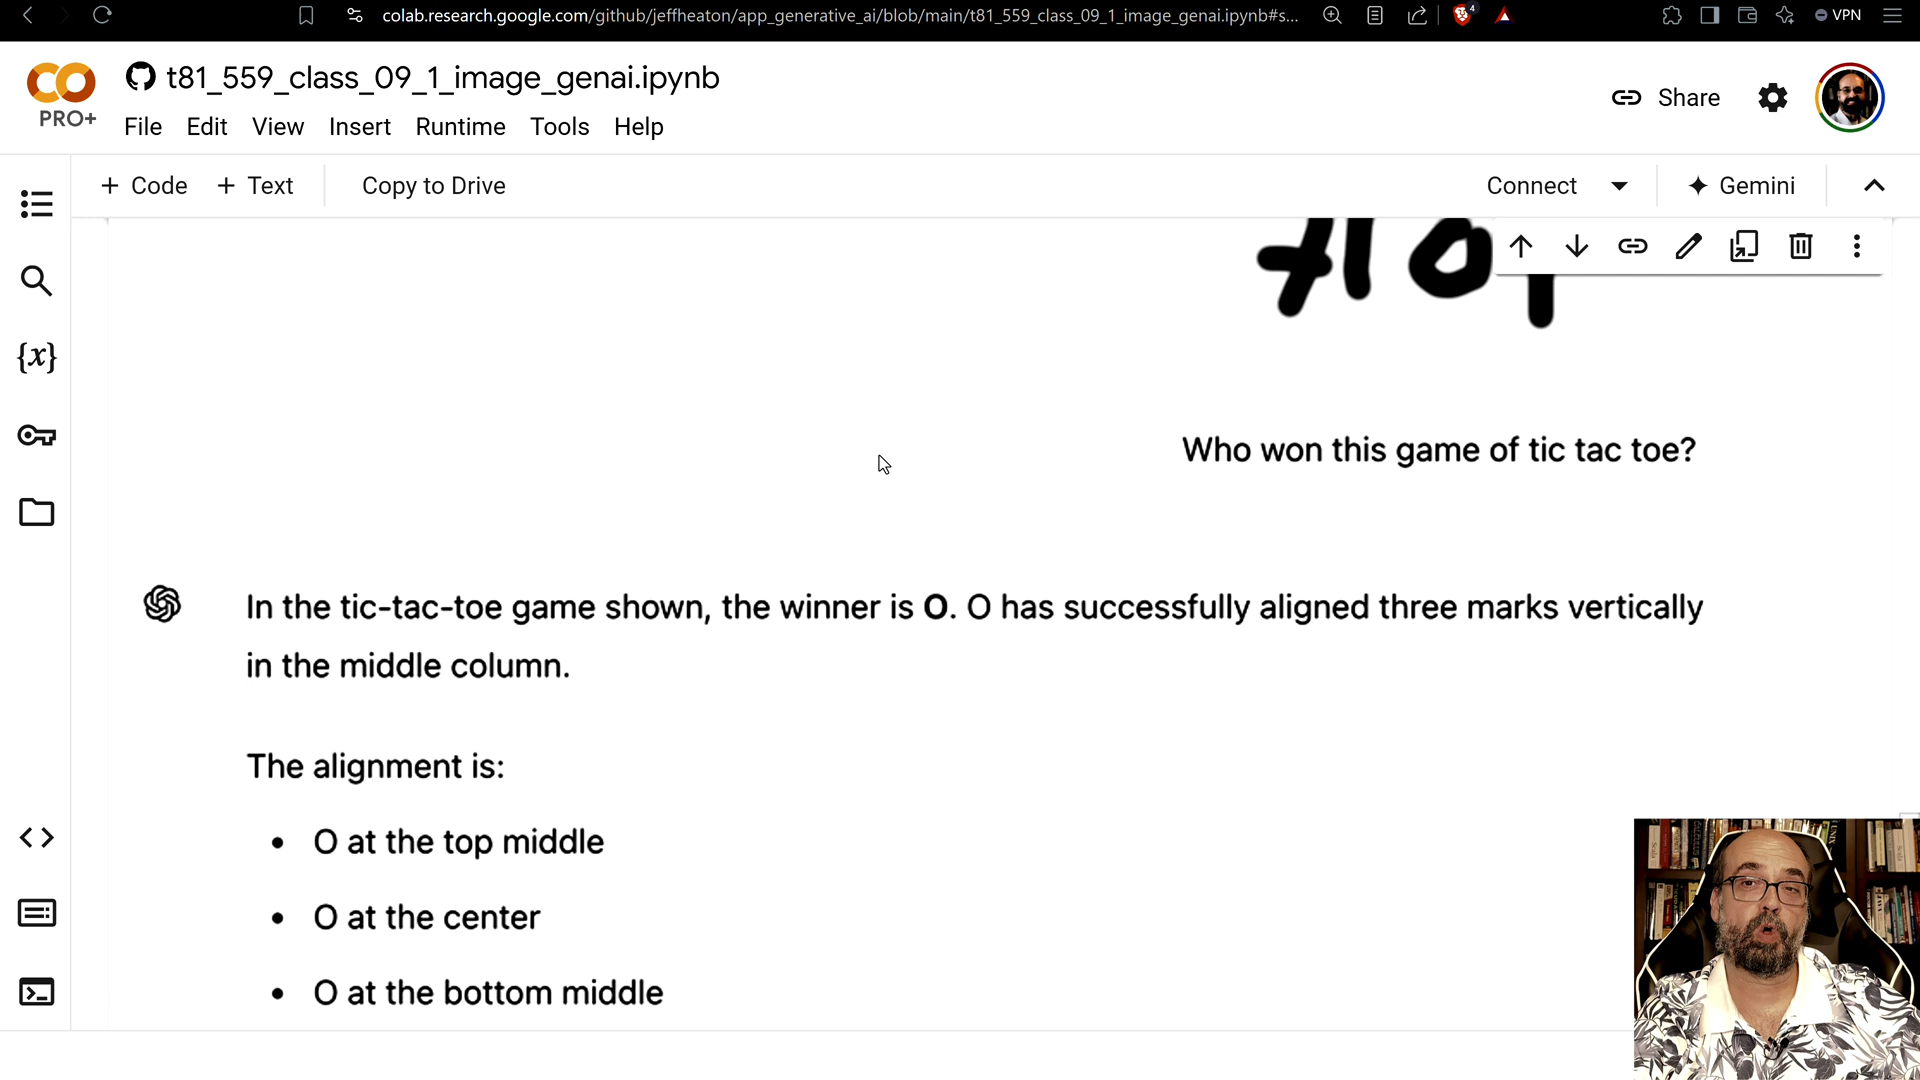 colab.research.google.com/github/jeffheaton/app_generative_ai/blob/main/t81_559_class_09_1_image_genai.ipynb#s...
4
VPN
t81_559_class_09_1_image_genai.ipynb
PRO+
File Edit View Insert Runtime Tools Help
Share
+ Code + Text Copy to Drive
Connect
Gemini
{x}
Who won this game of tic tac toe?
In the tic-tac-toe game shown, the winner is O. O has successfully aligned three marks vertically
in the middle column.
The alignment is:
• O at the top middle
• O at the center
• O at the bottom middle